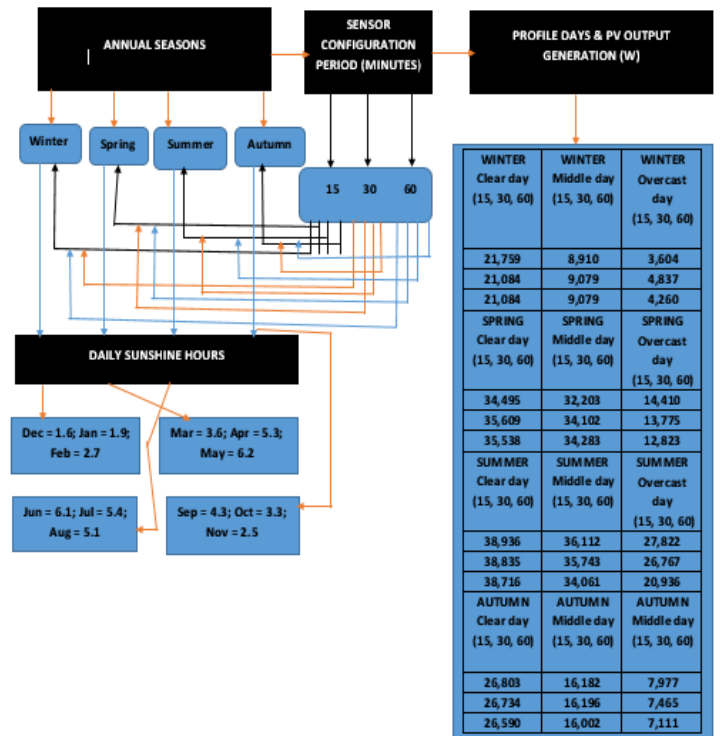 ANNUAL SEASONS
SENSOR
CONFIGURATION
PERIOD (MINUTES)
PROFILE DAYS & PV OUTPUT
GENERATION (W)
Winter
Spring
Summer
Autumn
15 30 60
DAILY SUNSHINE HOURS
Dec = 1.6; Jan = 1.9;
Feb = 2.7
Mar = 3.6; Apr = 5.3;
May = 6.2
Jun = 6.1; Jul = 5.4;
Aug = 5.1
Sep = 4.3; Oct = 3.3;
Nov = 2.5
WINTER
Clear day
(15, 30, 60)
WINTER
Middle day
(15, 30, 60)
WINTER
Overcast
day
(15, 30, 60)
21,759 8,910 3,604
21,084 9,079 4,837
21,084 9,079 4,260
SPRING
Clear day
(15, 30, 60)
SPRING
Middle day
(15, 30, 60)
SPRING
Overcast
day
(15, 30, 60)
34,495 32,203 14,410
35,609 34,102 13,775
35,538 34,283 12,823
SUMMER
Clear day
(15, 30, 60)
SUMMER
Middle day
(15, 30, 60)
SUMMER
Overcast
day
(15, 30, 60)
38,936 36,112 27,822
38,835 35,743 26,767
38,716 34,061 20,936
AUTUMN
Clear day
(15, 30, 60)
AUTUMN
Middle day
(15, 30, 60)
AUTUMN
Middle day
(15, 30, 60)
26,803 16,182 7,977
26,734 16,196 7,465
26,590 16,002 7,111